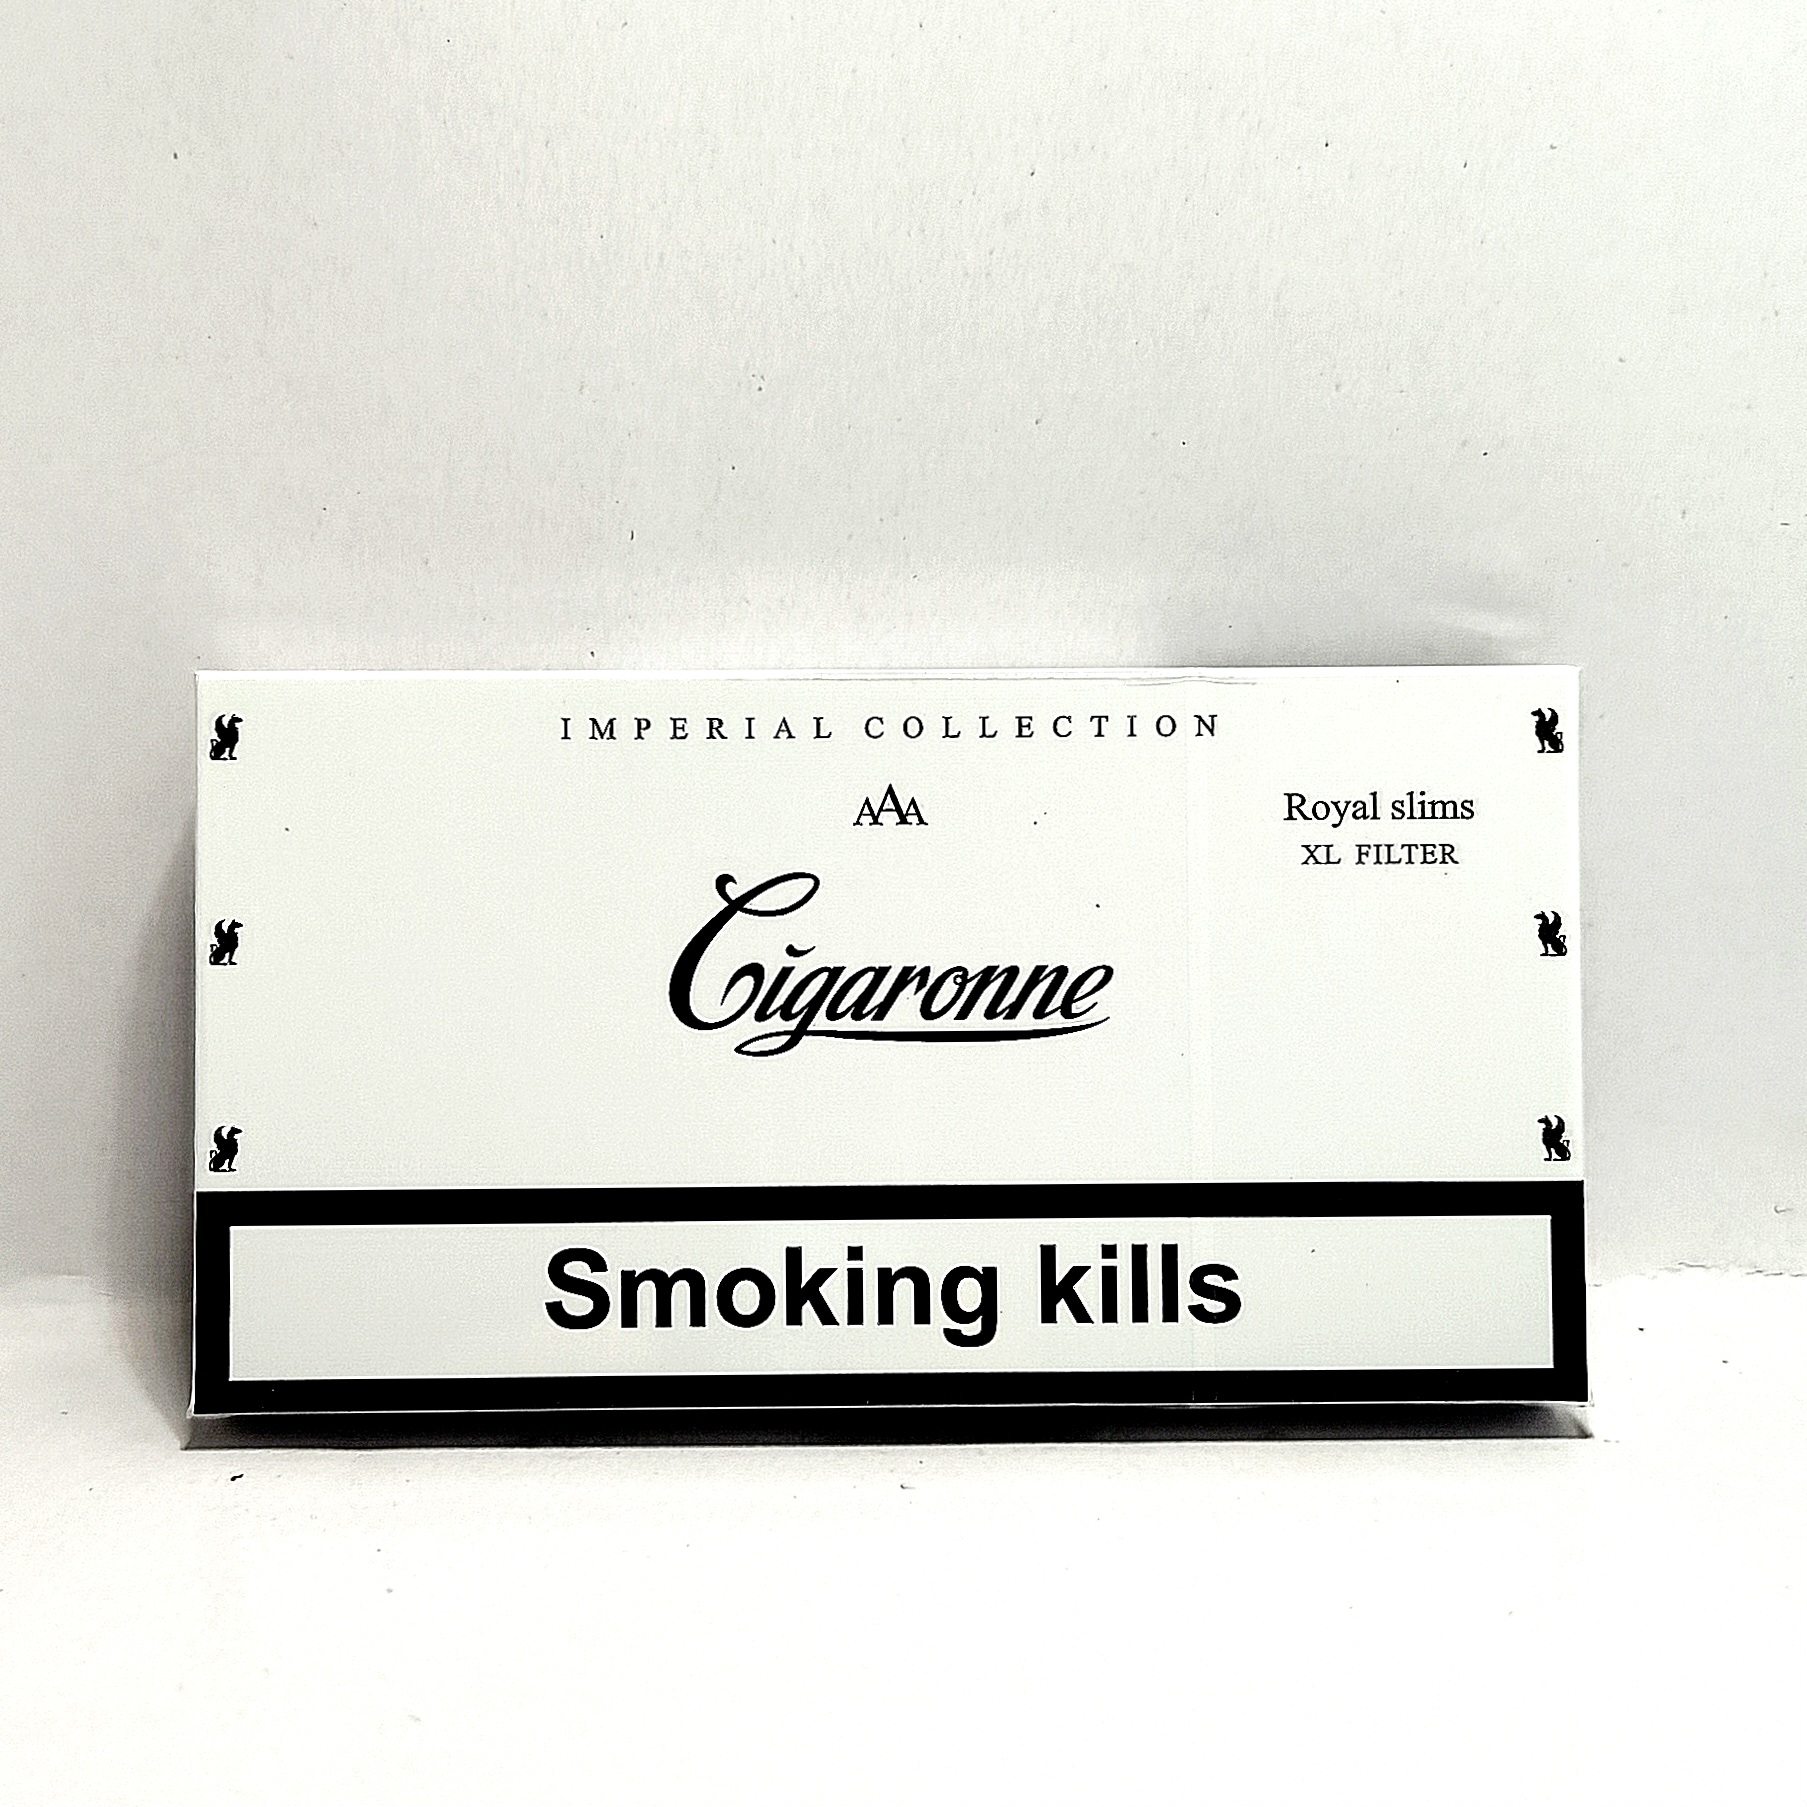 IMPERIAL COLLECTION
AAA
Royal slims
XL FILTER
Cigaronne
Smoking kills